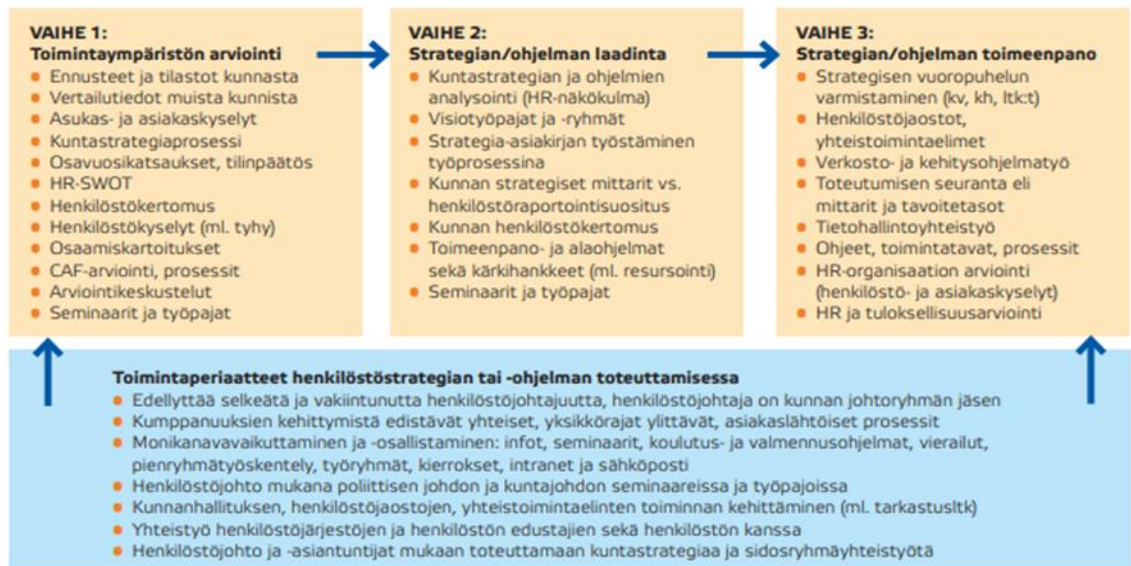 VAIHE 1:
Toimintaympäristön arviointi
• Ennusteet ja tilastot kunnasta
• Vertailutiedot muista kunnista
• Asukas- ja asiakaskyselyt
• Kuntastrategiaprosessi
• Osavuosikatsaukset, tilinpäätös
• HR-SWOT
• Henkilöstökertomus
• Henkilöstökyselyt (ml. tyhy)
• Osaamiskartoitukset
• CAF-arviointi, prosessit
• Arviointikeskustelut
• Seminaarit ja työpajat
VAIHE 2:
Strategian/ohjelman laadinta
• Kuntastrategian ja ohjelmien
analysointi (HR-näkökulma)
• Visiotyöpajat ja -ryhmät
• Strategia-asiakirjan työstäminen
työprosessina
• Kunnan strategiset mittarit vs.
henkilöstöraportointisuositus
• Kunnan henkilöstökertomus
• Toimeenpano- ja alaohjelmat
sekä kärkihankkeet (ml. resursointi)
• Seminaarit ja työpajat
VAIHE 3:
Strategian/ohjelman toimeenpano
• Strategisen vuoropuhelun
varmistaminen (kv, kh, ltk:t)
• Henkilöstöjaostot,
yhteistoimintaelimet
• Verkosto- ja kehitysohjelmatyö
• Toteutumisen seuranta eli
mittarit ja tavoitetasot
• Tietohallintoyhteistyö
• Ohjeet, toimintatavat, prosessit
• HR-organisaation arviointi
(henkilöstö- ja asiakaskyselyt)
• HR ja tuloksellisuusarviointi
Toimintaperiaatteet henkilöstöstrategian tai -ohjelman toteuttamisessa
• Edellyttää selkeätä ja vakiintunutta henkilöstöjohtajuutta, henkilöstöjohtaja on kunnan johtoryhmän jäsen
• Kumppanuuksien kehittymistä edistävät yhteiset, yksikkörajat ylittävät, asiakaslähtöiset prosessit
• Monikanavavaikuttaminen ja -osallistaminen: infot, seminaarit, koulutus- ja valmennusohjelmat, vierailut,
pienryhmätyöskentely, työryhmät, kierrokset, intranet ja sähköposti
• Henkilöstöjohto mukana poliittisen johdon ja kuntajohdon seminaareissa ja työpajoissa
• Kunnanhallituksen, henkilöstöjaostojen, yhteistoimintaelinten toiminnan kehittäminen (ml. tarkastusltk)
• Yhteistyö henkilöstöjärjestöjen ja henkilöstön edustajien sekä henkilöstön kanssa
• Henkilöstöjohto ja -asiantuntijat mukaan toteuttamaan kuntastrategiaa ja sidosryhmäyhteistyötä